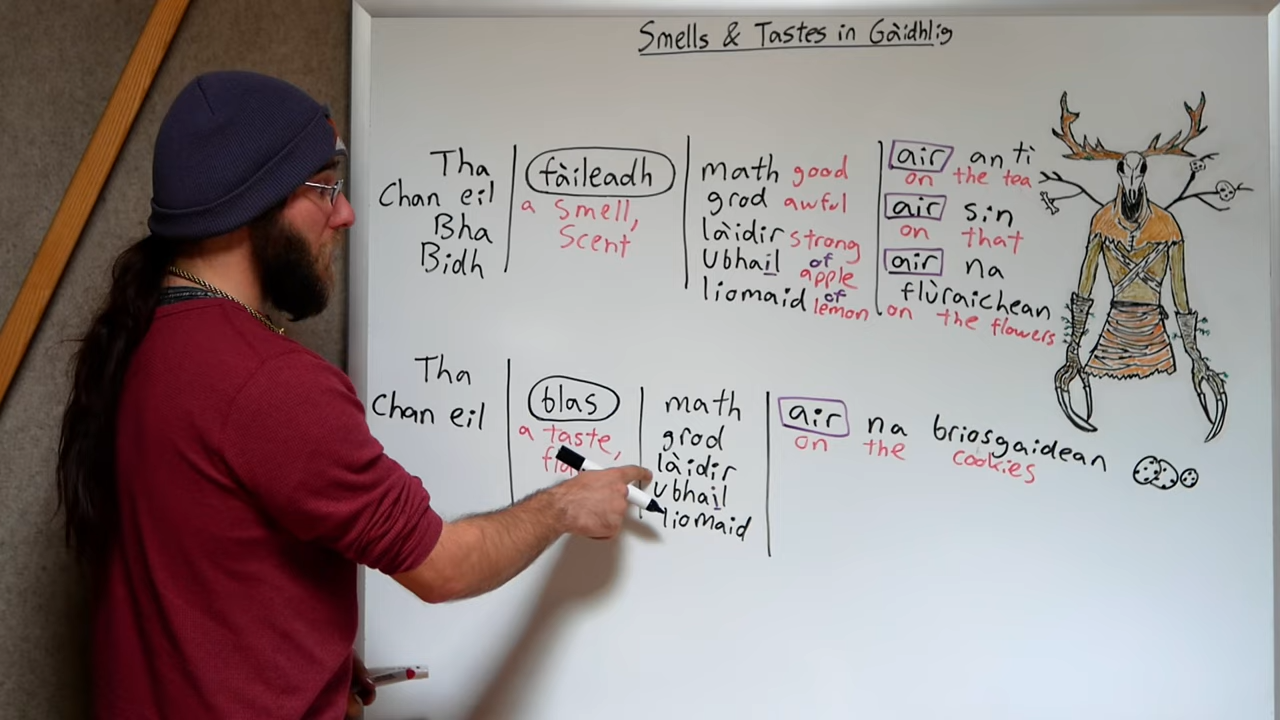 Smells & Tastes in Gàidhlig
Tha
Chan eil
Bha
Bidh
fàileadh
a smell,
scent
math good
grod awful
làidir strong
ubhail of apple
liomaid of lemon
air an tì
on the tea
air sin
on that
air na
flùraichean
on the flowers
Tha
Chan eil
blas
a taste,
math
grod
làidir
ubhail
liomaid
air na briosgaidean
on the cookies